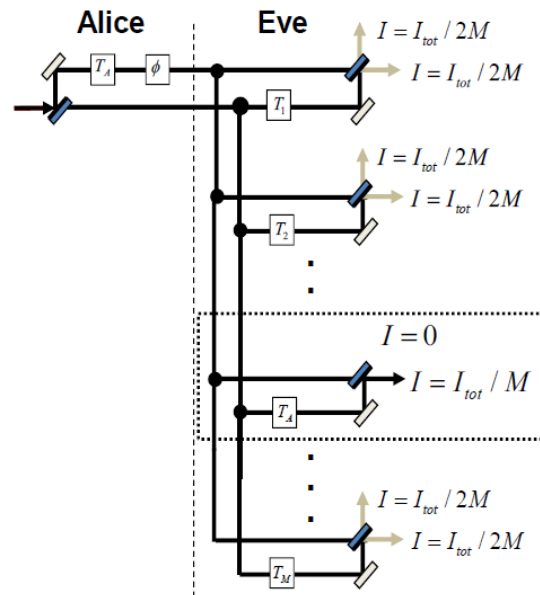 Alice Eve
I = I_tot / 2M
T_A ϕ I = I_tot / 2M
T_1
I = I_tot / 2M
I = I_tot / 2M
T_2
I = 0
I = I_tot / M
T_A
I = I_tot / 2M
I = I_tot / 2M
T_M